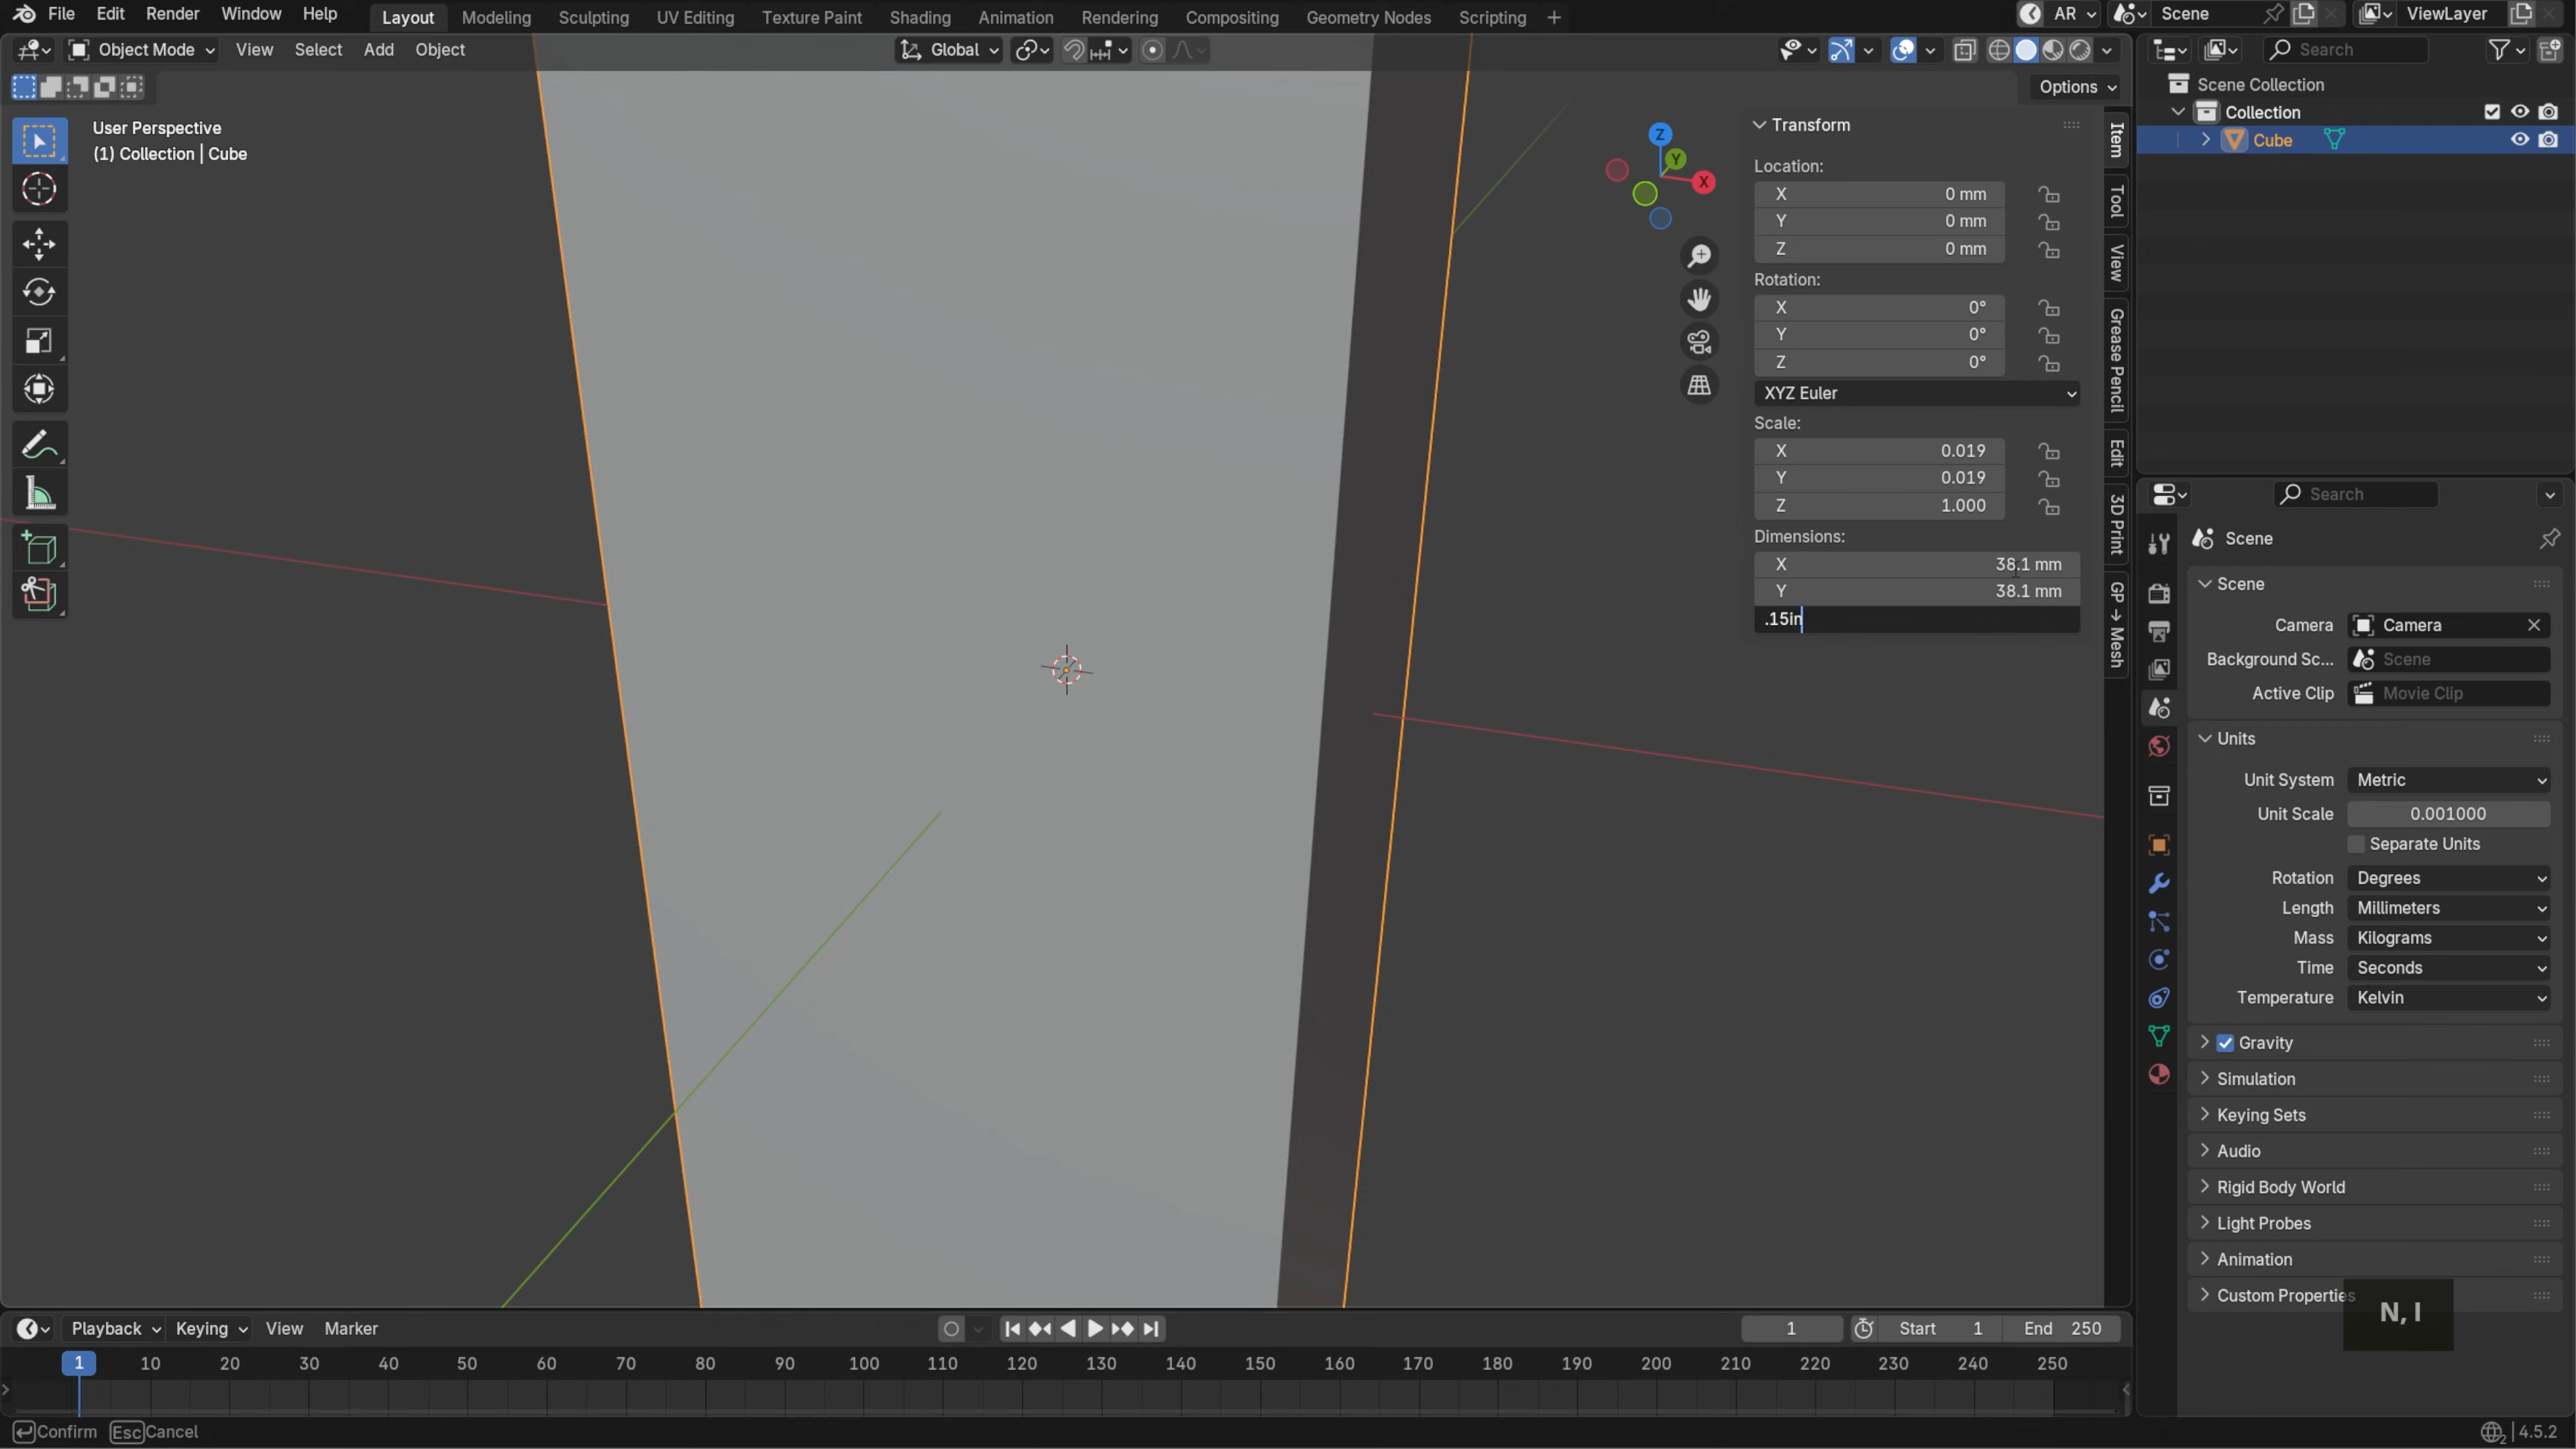 File Edit Render Window Help Layout Modeling Sculpting UV Editing Texture Paint Shading Animation Rendering Compositing Geometry Nodes Scripting + AR Scene ViewLayer
Object Mode View Select Add Object Global Search
Options
User Perspective
(1) Collection | Cube
Z
Y
X
Transform
Location:
X 0 mm
Y 0 mm
Z 0 mm
Rotation:
X 0°
Y 0°
Z 0°
XYZ Euler
Scale:
X 0.019
Y 0.019
Z 1.000
Dimensions:
X 38.1 mm
Y 38.1 mm
.15in
Item
Tool
View
Grease Pencil
Edit
3D Print
GP → Mesh
Scene Collection
Collection
Cube
Search
Scene
Scene
Camera Camera
Background Sc... Scene
Active Clip Movie Clip
Units
Unit System Metric
Unit Scale 0.001000
Separate Units
Rotation Degrees
Length Millimeters
Mass Kilograms
Time Seconds
Temperature Kelvin
Gravity
Simulation
Keying Sets
Audio
Rigid Body World
Light Probes
Animation
Custom Properties
N, I
Playback Keying View Marker 1 Start 1 End 250
1 10 20 30 40 50 60 70 80 90 100 110 120 130 140 150 160 170 180 190 200 210 220 230 240 250
Confirm Esc Cancel 4.5.2